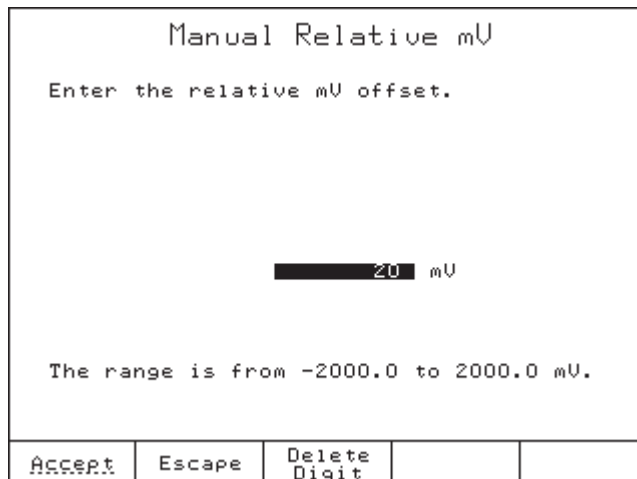 Manual Relative mV
Enter the relative mV offset.
20 mV
The range is from -2000.0 to 2000.0 mV.
Accept Escape Delete Digit